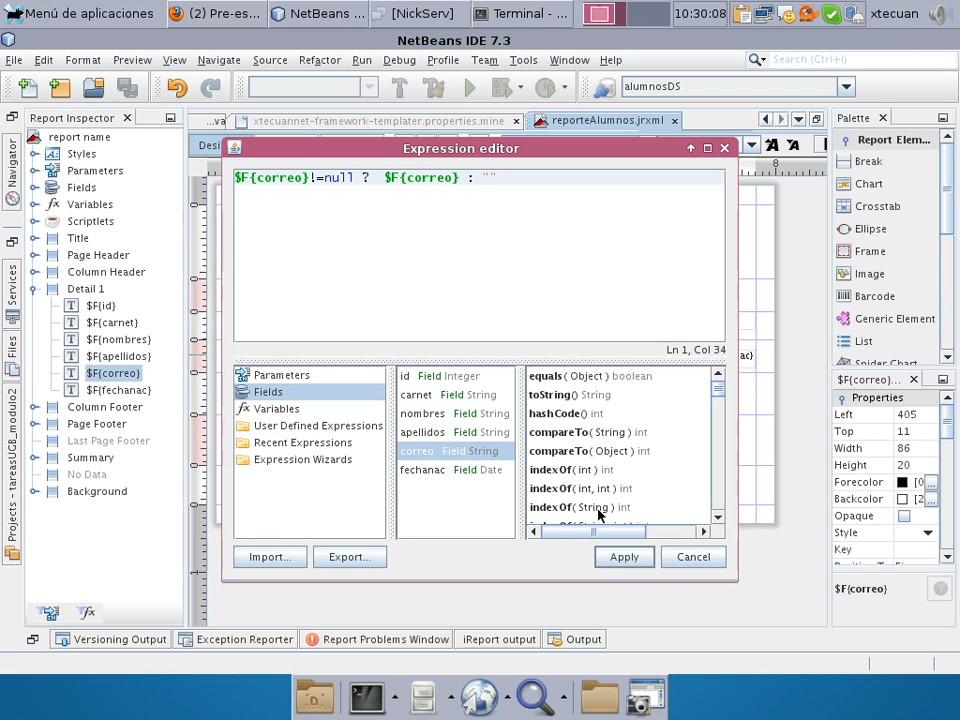 Menú de aplicaciones
(2) Pre-es...
NetBeans ...
[NickServ]
Terminal - ...
10:30:08
xtecuan
NetBeans IDE 7.3
File Edit Format Preview View Navigate Source Refactor Run Debug Profile Team Tools Window Help
Search (Ctrl+I)
alumnosDS
Report Inspector
...va
xtecuannet-framework-templater.properties.mine
reporteAlumnos.jrxml
Palette
Navigator
Services
Files
Projects - tareasUGB_modulo2
report name
Styles
Parameters
Fields
Variables
Scriptlets
Title
Page Header
Column Header
Detail 1
$F{id}
$F{carnet}
$F{nombres}
$F{apellidos}
$F{correo}
$F{fechanac}
Column Footer
Page Footer
Last Page Footer
Summary
No Data
Background
Desi
8
Expression editor
$F{correo}!=null ?  $F{correo} : ""
Ln 1, Col 34
Parameters
Fields
Variables
User Defined Expressions
Recent Expressions
Expression Wizards
id Field Integer
carnet Field String
nombres Field String
apellidos Field String
correo Field String
fechanac Field Date
equals( Object ) boolean
toString() String
hashCode() int
compareTo( String ) int
compareTo( Object ) int
indexOf( int ) int
indexOf( int, int ) int
indexOf( String ) int
Import...
Export...
Apply
Cancel
ac}
Report Elem...
Break
Chart
Crosstab
Ellipse
Frame
Image
Barcode
Generic Element
List
Spider Chart
$F{correo}...
Properties
Left 405
Top 11
Width 86
Height 20
Forecolor [0 ...
Backcolor [2 ...
Opaque
Style
Key
$F{correo}
Versioning Output
Exception Reporter
Report Problems Window
iReport output
Output